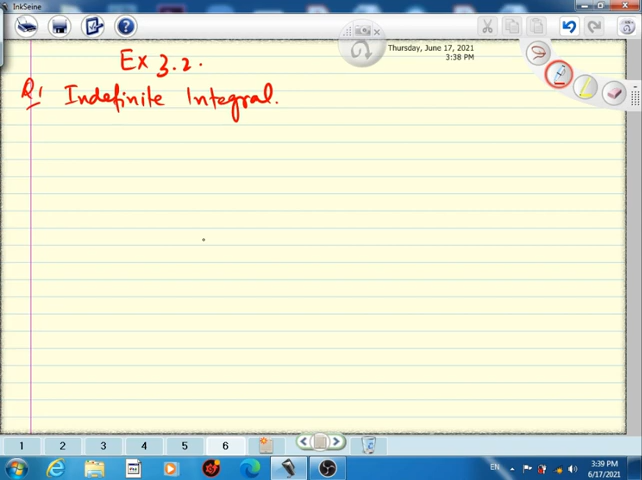 InkSeine
Ex 3.2.
Thursday, June 17, 2021
3:38 PM
Q1 Indefinite Integral.
1 2 3 4 5 6
EN 3:39 PM
6/17/2021